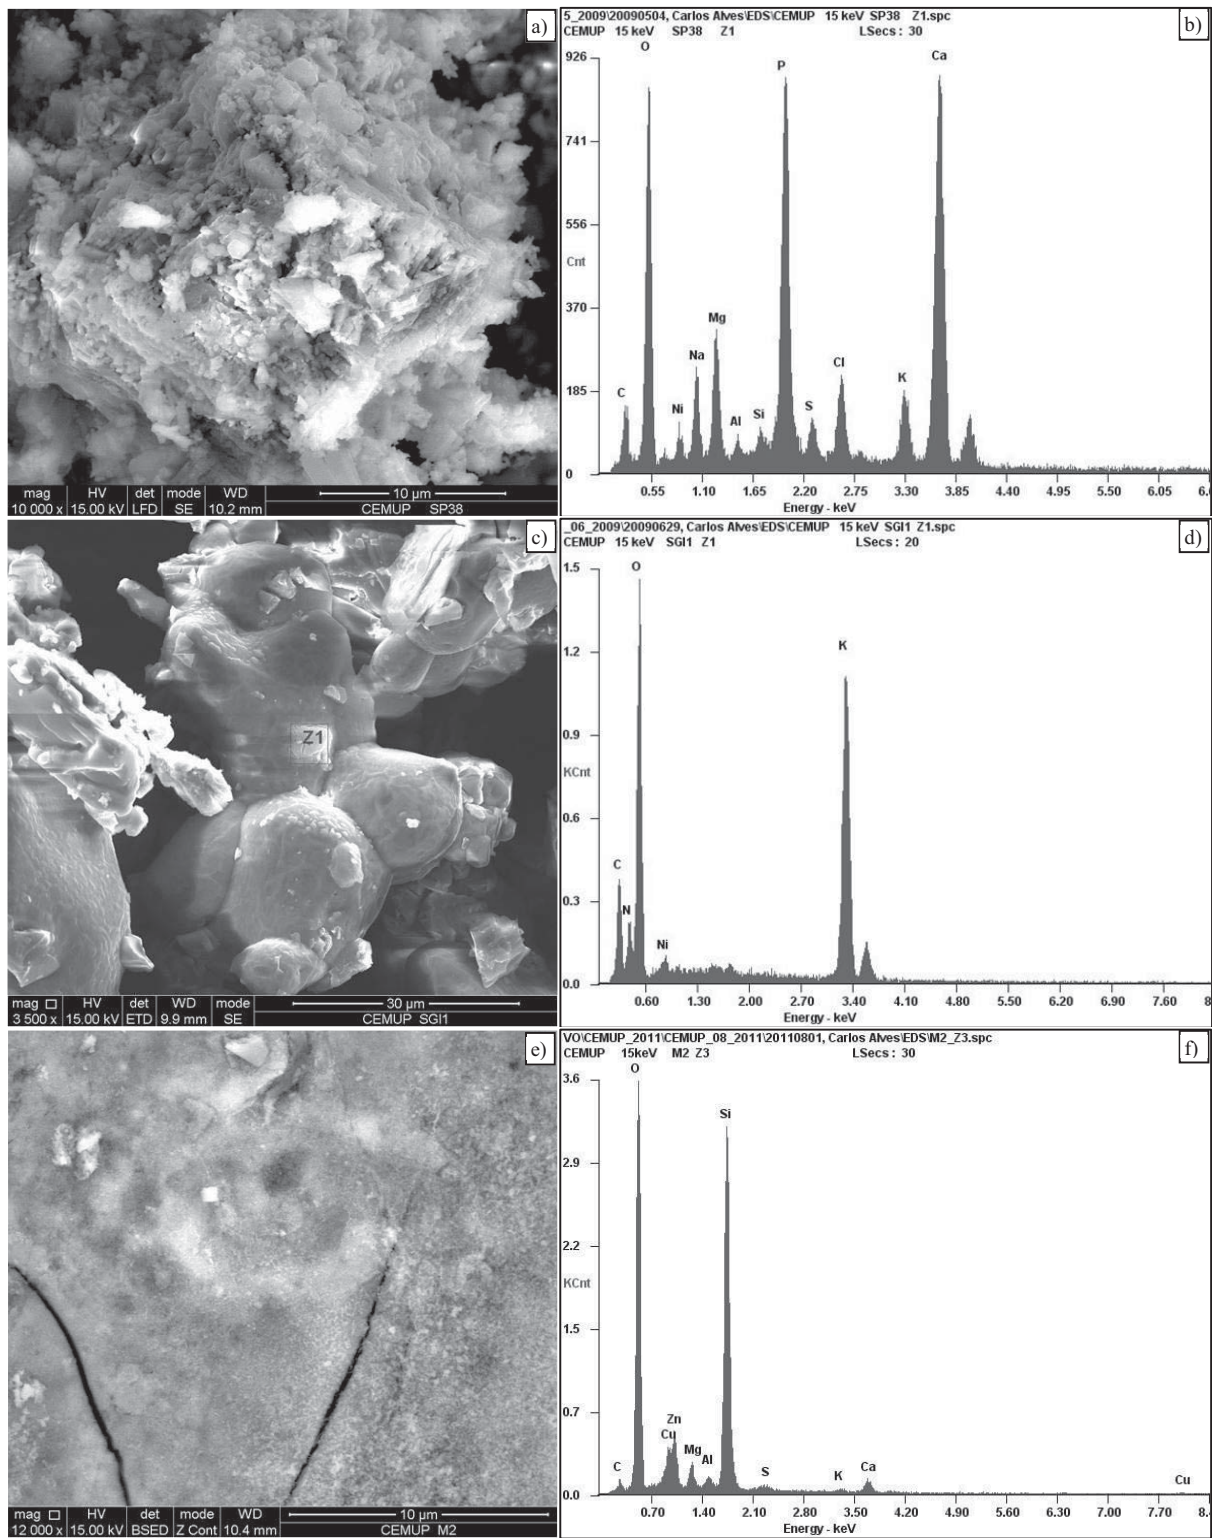 a)
mag HV det mode WD 10 µm
10 000 x 15.00 kV LFD SE 10.2 mm CEMUP SP38
5_2009\20090504, Carlos Alves\EDS\CEMUP 15 keV SP38 Z1.spc
CEMUP 15 keV SP38 Z1 LSecs : 30
b)
926
741
556
Cnt
370
185
0
C
O
Ni
Na
Mg
Al
Si
P
S
Cl
K
Ca
0.55 1.10 1.65 2.20 2.75 3.30 3.85 4.40 4.95 5.50 6.05 6.
Energy - keV
c)
Z1
mag HV det WD mode 30 µm
3 500 x 15.00 kV ETD 9.9 mm SE CEMUP SGI1
_06_2009\20090629, Carlos Alves\EDS\CEMUP 15 keV SGI1 Z1.spc
CEMUP 15 keV SGI1 Z1 LSecs : 20
d)
1.5
1.2
0.9
KCnt
0.6
0.3
0.0
C
N
O
Ni
K
0.60 1.30 2.00 2.70 3.40 4.10 4.80 5.50 6.20 6.90 7.60 8
Energy - keV
e)
mag HV det mode WD 10 µm
12 000 x 15.00 kV BSED Z Cont 10.4 mm CEMUP M2
VO\CEMUP_2011\CEMUP_08_2011\20110801, Carlos Alves\EDS\M2_Z3.spc
CEMUP 15keV M2 Z3 LSecs : 30
f)
3.6
2.9
2.2
KCnt
1.5
0.7
0.0
C
O
Cu
Zn
Mg
Al
Si
S
K
Ca
Cu
0.70 1.40 2.10 2.80 3.50 4.20 4.90 5.60 6.30 7.00 7.70 8.
Energy - keV